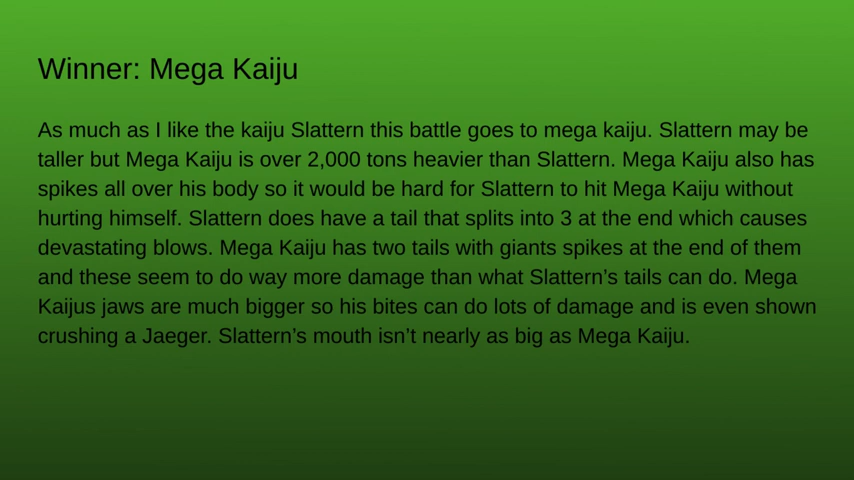 Winner: Mega Kaiju
As much as I like the kaiju Slattern this battle goes to mega kaiju. Slattern may be
taller but Mega Kaiju is over 2,000 tons heavier than Slattern. Mega Kaiju also has
spikes all over his body so it would be hard for Slattern to hit Mega Kaiju without
hurting himself. Slattern does have a tail that splits into 3 at the end which causes
devastating blows. Mega Kaiju has two tails with giants spikes at the end of them
and these seem to do way more damage than what Slattern’s tails can do. Mega
Kaijus jaws are much bigger so his bites can do lots of damage and is even shown
crushing a Jaeger. Slattern’s mouth isn’t nearly as big as Mega Kaiju.